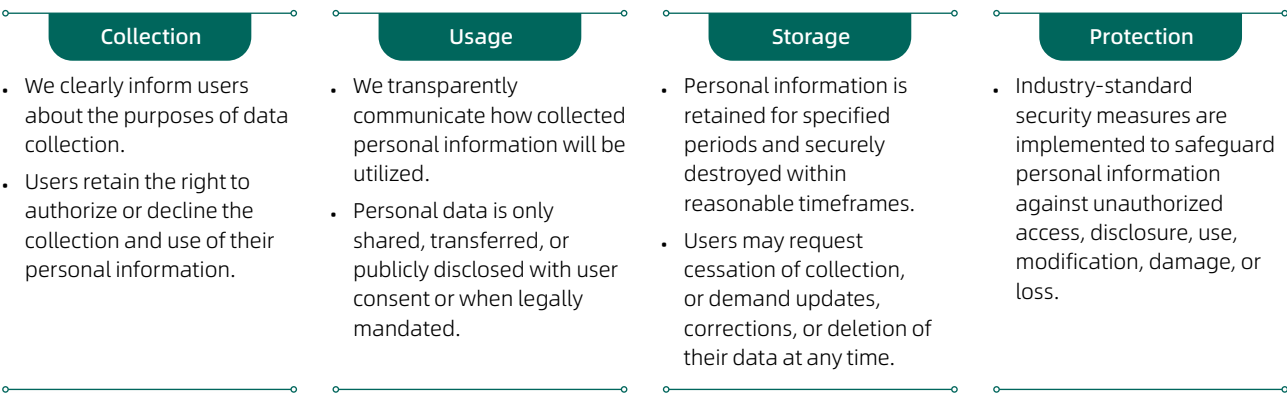 Collection
• We clearly inform users
about the purposes of data
collection.
• Users retain the right to
authorize or decline the
collection and use of their
personal information.
Usage
• We transparently
communicate how collected
personal information will be
utilized.
• Personal data is only
shared, transferred, or
publicly disclosed with user
consent or when legally
mandated.
Storage
• Personal information is
retained for specified
periods and securely
destroyed within
reasonable timeframes.
• Users may request
cessation of collection,
or demand updates,
corrections, or deletion of
their data at any time.
Protection
• Industry-standard
security measures are
implemented to safeguard
personal information
against unauthorized
access, disclosure, use,
modification, damage, or
loss.